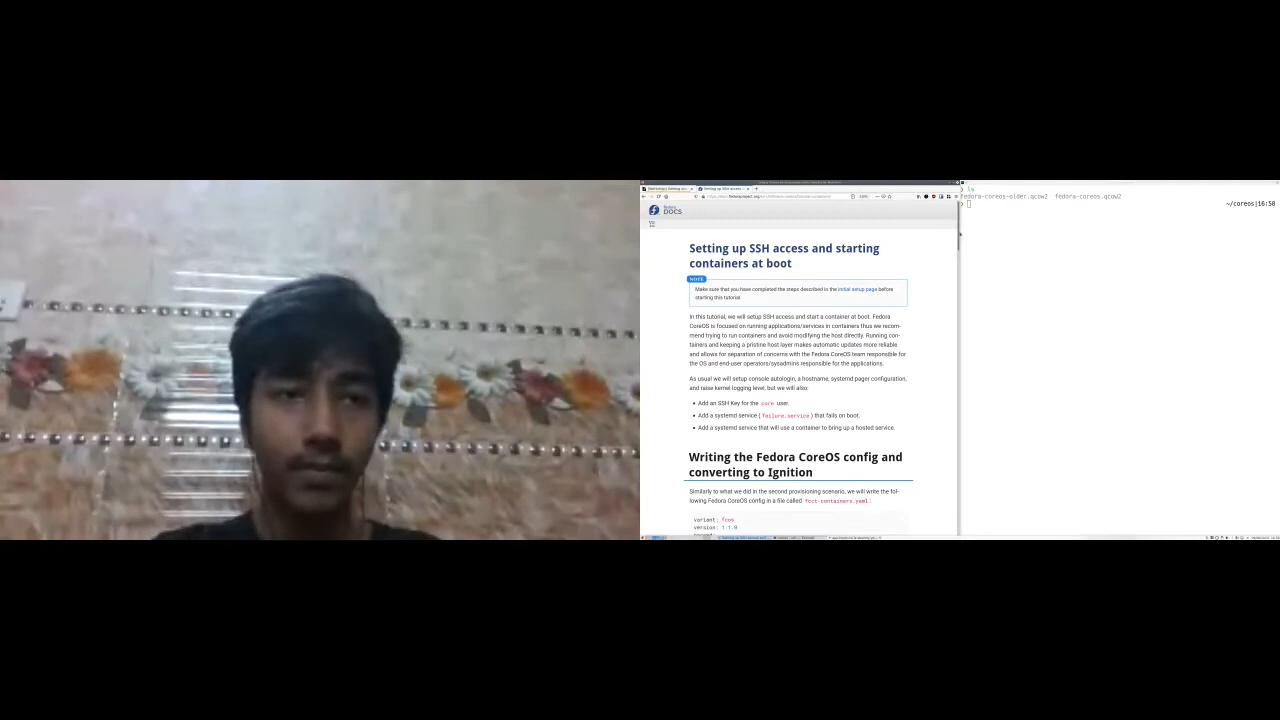 Setting up SSH access
fedora
DOCS
Setting up SSH access and starting
containers at boot
NOTE
Make sure that you have completed the steps described in the initial setup page before
starting this tutorial.
In this tutorial, we will setup SSH access and start a container at boot. Fedora
CoreOS is focused on running applications/services in containers thus we recom-
mend trying to run containers and avoid modifying the host directly. Running con-
tainers and keeping a pristine host layer makes automatic updates more reliable
and allows for separation of concerns with the Fedora CoreOS team responsible for
the OS and end-user operators/sysadmins responsible for the applications.
As usual we will setup console autologin, a hostname, systemd pager configuration,
and raise kernel logging level, but we will also:
• Add an SSH Key for the core user.
• Add a systemd service (failure.service) that fails on boot.
• Add a systemd service that will use a container to bring up a hosted service.
Writing the Fedora CoreOS config and
converting to Ignition
Similarly to what we did in the second provisioning scenario, we will write the fol-
lowing Fedora CoreOS config in a file called fcct-containers.yaml:
variant: fcos
version: 1.1.0
ls
fedora-coreos-older.qcow2 fedora-coreos.qcow2
~/coreos|16:58